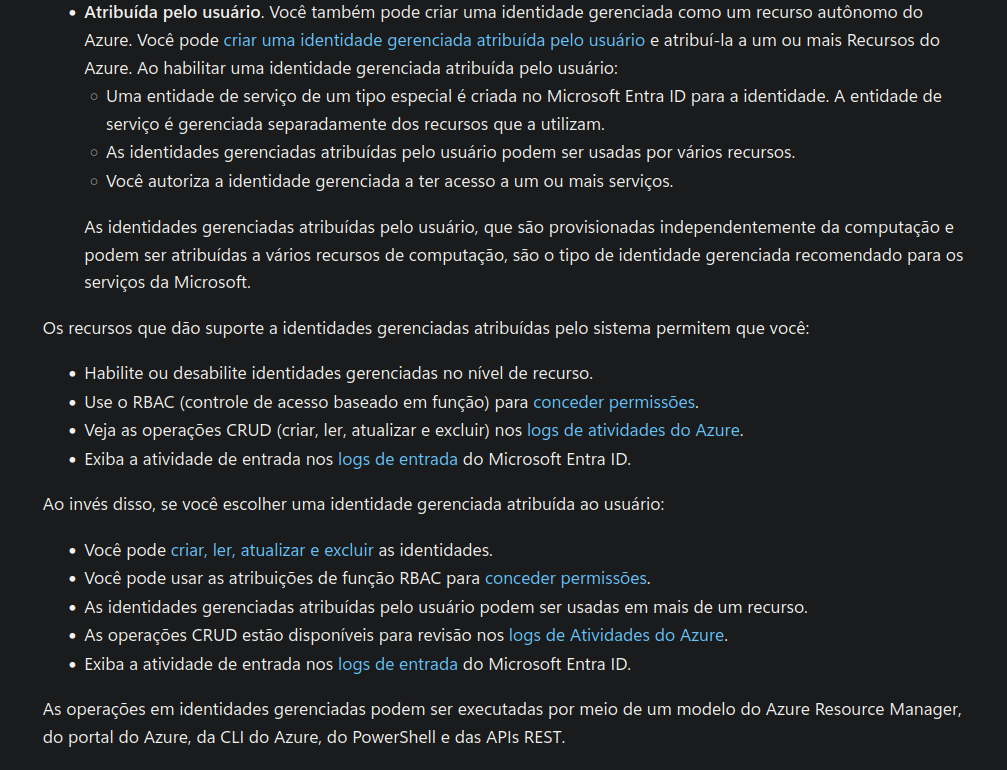 • Atribuída pelo usuário. Você também pode criar uma identidade gerenciada como um recurso autônomo do
Azure. Você pode criar uma identidade gerenciada atribuída pelo usuário e atribuí-la a um ou mais Recursos do
Azure. Ao habilitar uma identidade gerenciada atribuída pelo usuário:
○ Uma entidade de serviço de um tipo especial é criada no Microsoft Entra ID para a identidade. A entidade de
serviço é gerenciada separadamente dos recursos que a utilizam.
○ As identidades gerenciadas atribuídas pelo usuário podem ser usadas por vários recursos.
○ Você autoriza a identidade gerenciada a ter acesso a um ou mais serviços.
As identidades gerenciadas atribuídas pelo usuário, que são provisionadas independentemente da computação e
podem ser atribuídas a vários recursos de computação, são o tipo de identidade gerenciada recomendado para os
serviços da Microsoft.
Os recursos que dão suporte a identidades gerenciadas atribuídas pelo sistema permitem que você:
• Habilite ou desabilite identidades gerenciadas no nível de recurso.
• Use o RBAC (controle de acesso baseado em função) para conceder permissões.
• Veja as operações CRUD (criar, ler, atualizar e excluir) nos logs de atividades do Azure.
• Exiba a atividade de entrada nos logs de entrada do Microsoft Entra ID.
Ao invés disso, se você escolher uma identidade gerenciada atribuída ao usuário:
• Você pode criar, ler, atualizar e excluir as identidades.
• Você pode usar as atribuições de função RBAC para conceder permissões.
• As identidades gerenciadas atribuídas pelo usuário podem ser usadas em mais de um recurso.
• As operações CRUD estão disponíveis para revisão nos logs de Atividades do Azure.
• Exiba a atividade de entrada nos logs de entrada do Microsoft Entra ID.
As operações em identidades gerenciadas podem ser executadas por meio de um modelo do Azure Resource Manager,
do portal do Azure, da CLI do Azure, do PowerShell e das APIs REST.